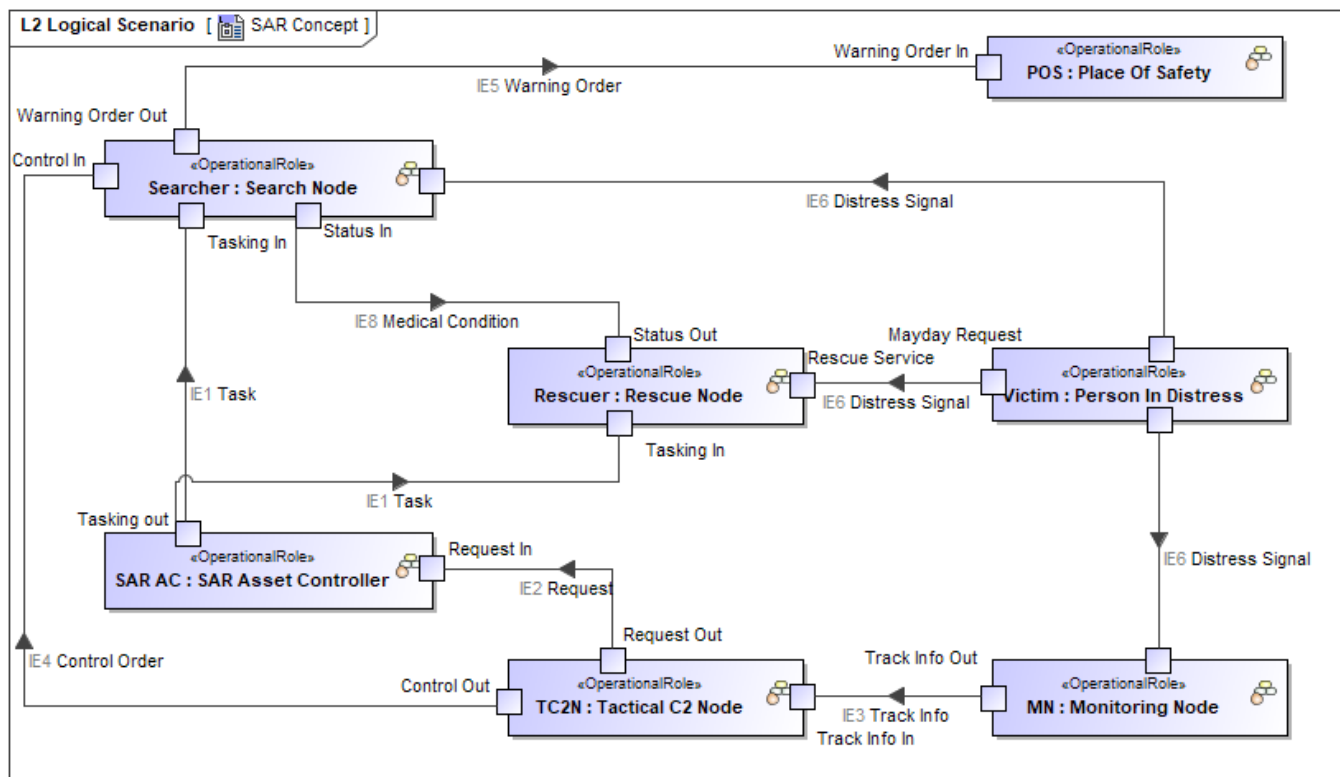 L2 Logical Scenario [ SAR Concept ]
Warning Order In
«OperationalRole»
POS : Place Of Safety
IE5 Warning Order
Warning Order Out
Control In
«OperationalRole»
Searcher : Search Node
IE6 Distress Signal
Tasking In
Status In
IE8 Medical Condition
Status Out
Mayday Request
Rescue Service
«OperationalRole»
Rescuer : Rescue Node
IE6 Distress Signal
«OperationalRole»
Victim : Person In Distress
IE1 Task
Tasking In
IE1 Task
Tasking out
«OperationalRole»
SAR AC : SAR Asset Controller
Request In
IE2 Request
IE6 Distress Signal
Request Out
IE4 Control Order
Control Out
«OperationalRole»
TC2N : Tactical C2 Node
Track Info Out
IE3 Track Info
Track Info In
«OperationalRole»
MN : Monitoring Node